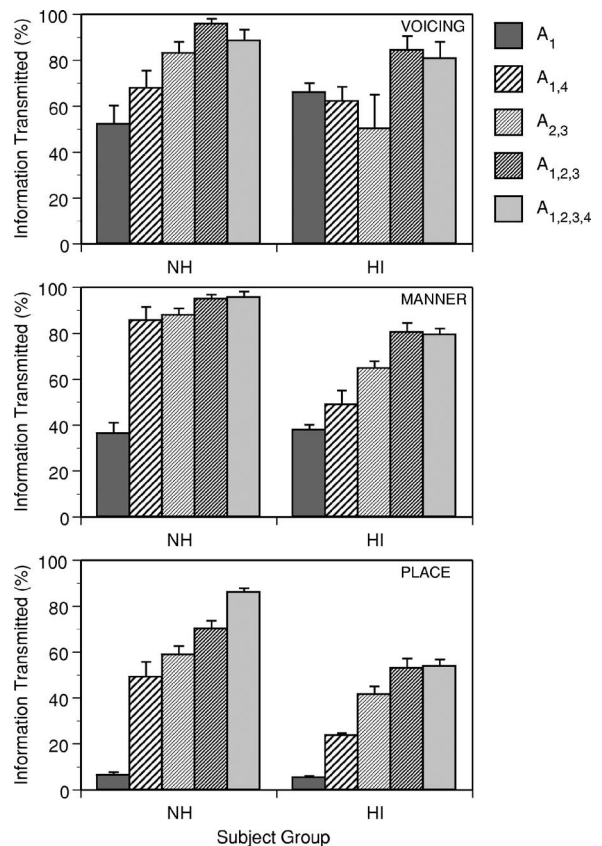 100
80
60
40
20
0
Information Transmitted (%)
VOICING
NH
HI
A1
A1,4
A2,3
A1,2,3
A1,2,3,4
100
80
60
40
20
0
Information Transmitted (%)
MANNER
NH
HI
100
80
60
40
20
0
Information Transmitted (%)
PLACE
NH
HI
Subject Group